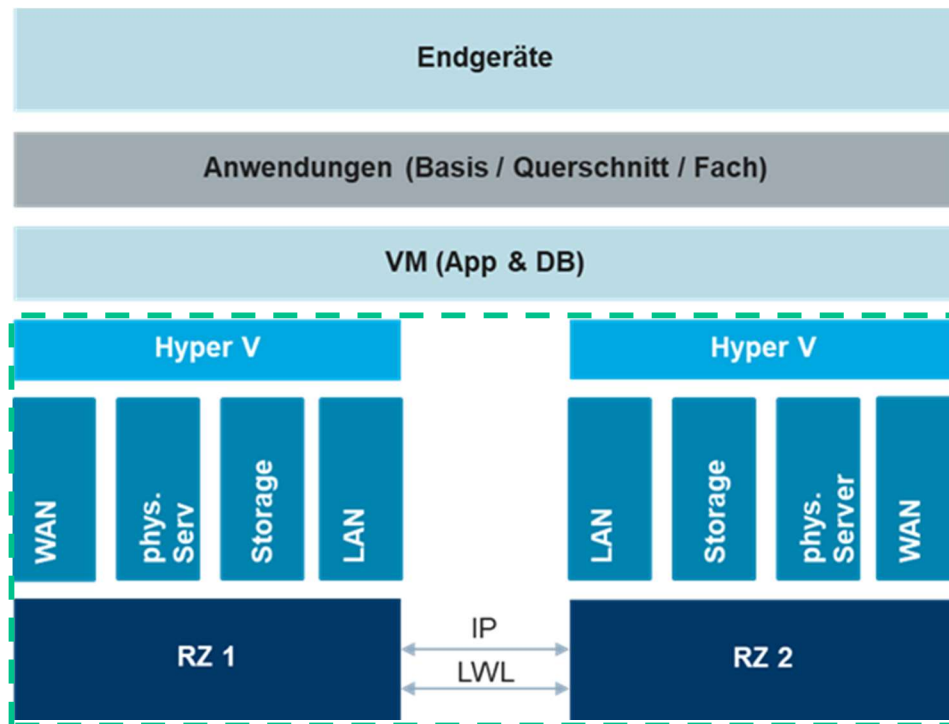 Endgeräte
Anwendungen (Basis / Querschnitt / Fach)
VM (App & DB)
Hyper V
Hyper V
WAN
phys.
Serv
Storage
LAN
LAN
Storage
phys.
Server
WAN
RZ 1
IP
LWL
RZ 2